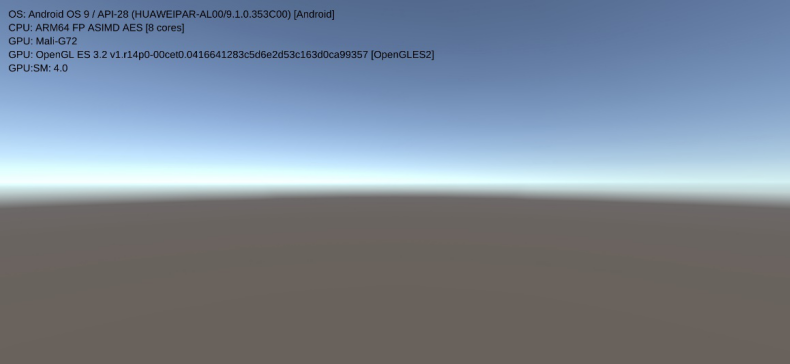 OS: Android OS 9 / API-28 (HUAWEIPAR-AL00/9.1.0.353C00) [Android]
CPU: ARM64 FP ASIMD AES [8 cores]
GPU: Mali-G72
GPU: OpenGL ES 3.2 v1.r14p0-00cet0.0416641283c5d6e2d53c163d0ca99357 [OpenGLES2]
GPU:SM: 4.0